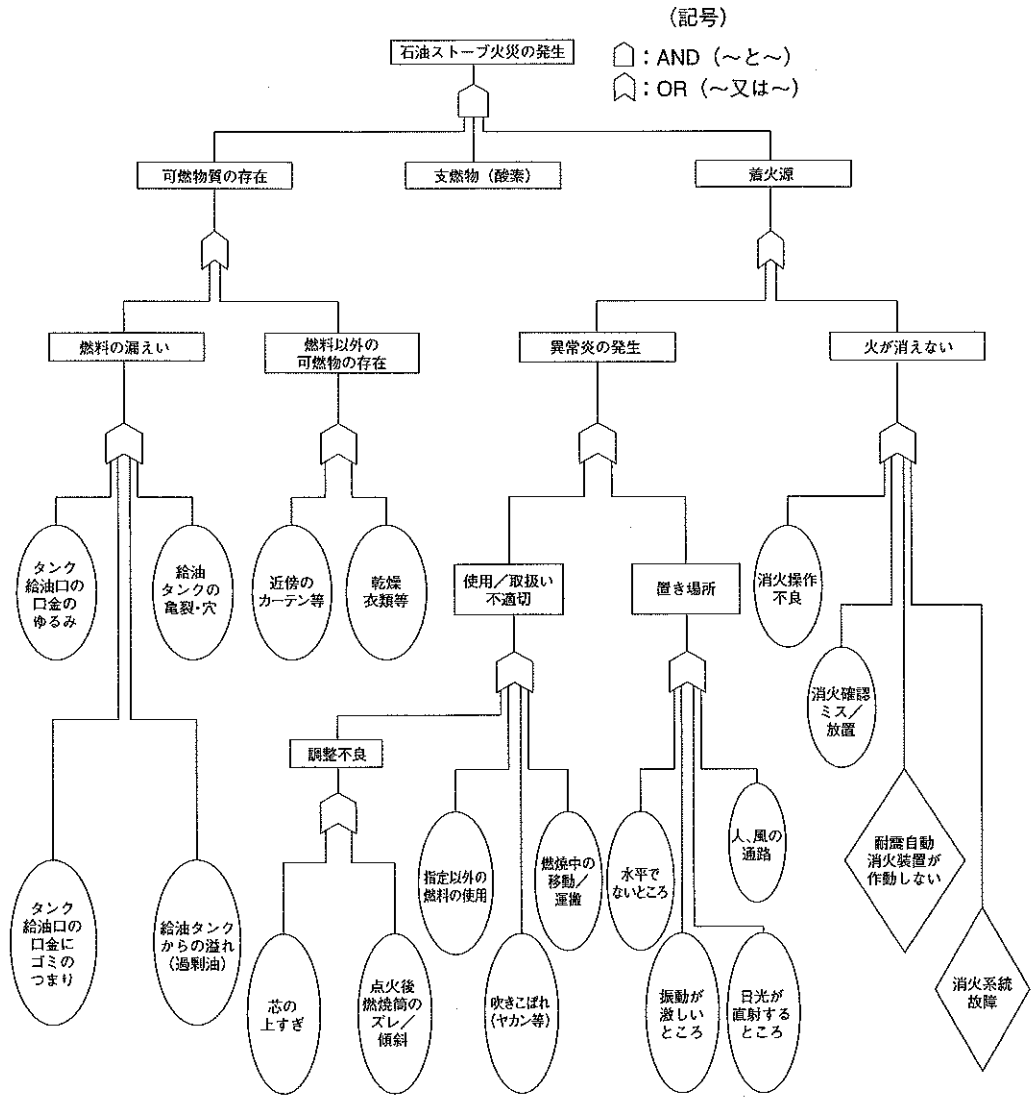 (記号)
石油ストーブ火災の発生
：AND（～と～）
：OR（～又は～）
可燃物質の存在
支燃物（酸素）
着火源
燃料の漏えい
燃料以外の
可燃物の存在
異常炎の発生
火が消えない
タンク
給油口の
口金の
ゆるみ
給油
タンクの
亀裂・穴
近傍の
カーテン等
乾燥
衣類等
使用／取扱い
不適切
置き場所
消火操作
不良
消火確認
ミス／
放置
調整不良
指定以外の
燃料の使用
燃焼中の
移動／
運搬
水平で
ないところ
人、風の
通路
耐震自動
消火装置が
作動しない
タンク
給油口の
口金に
ゴミの
つまり
給油タンク
からの溢れ
（過剰油）
芯の
上すぎ
点火後
燃焼筒の
ズレ／
傾斜
吹きこぼれ
（ヤカン等）
振動が
激しい
ところ
日光が
直射する
ところ
消火系統
故障